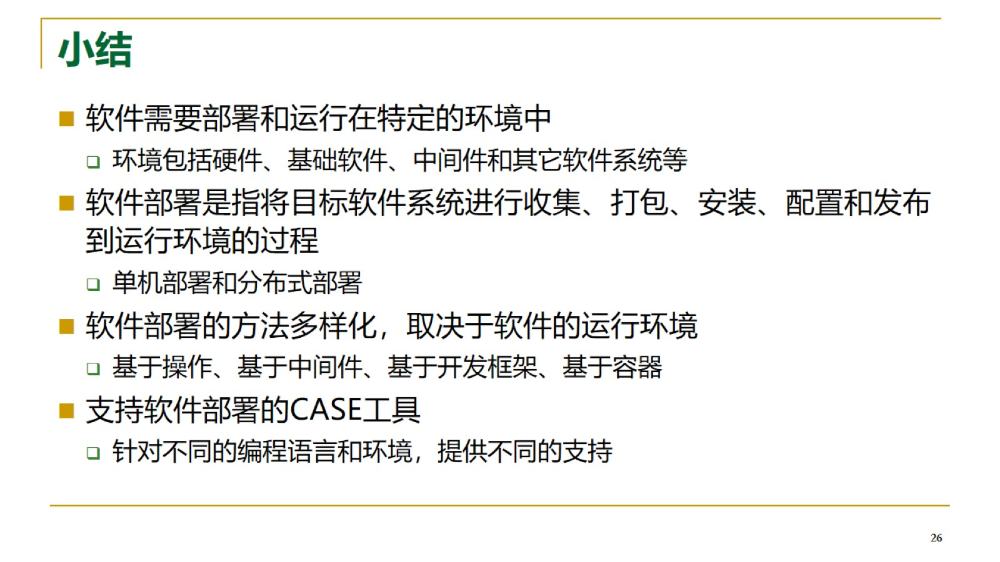 小结
软件需要部署和运行在特定的环境中
环境包括硬件、基础软件、中间件和其它软件系统等
软件部署是指将目标软件系统进行收集、打包、安装、配置和发布
到运行环境的过程
单机部署和分布式部署
软件部署的方法多样化，取决于软件的运行环境
基于操作、基于中间件、基于开发框架、基于容器
支持软件部署的CASE工具
针对不同的编程语言和环境，提供不同的支持
26